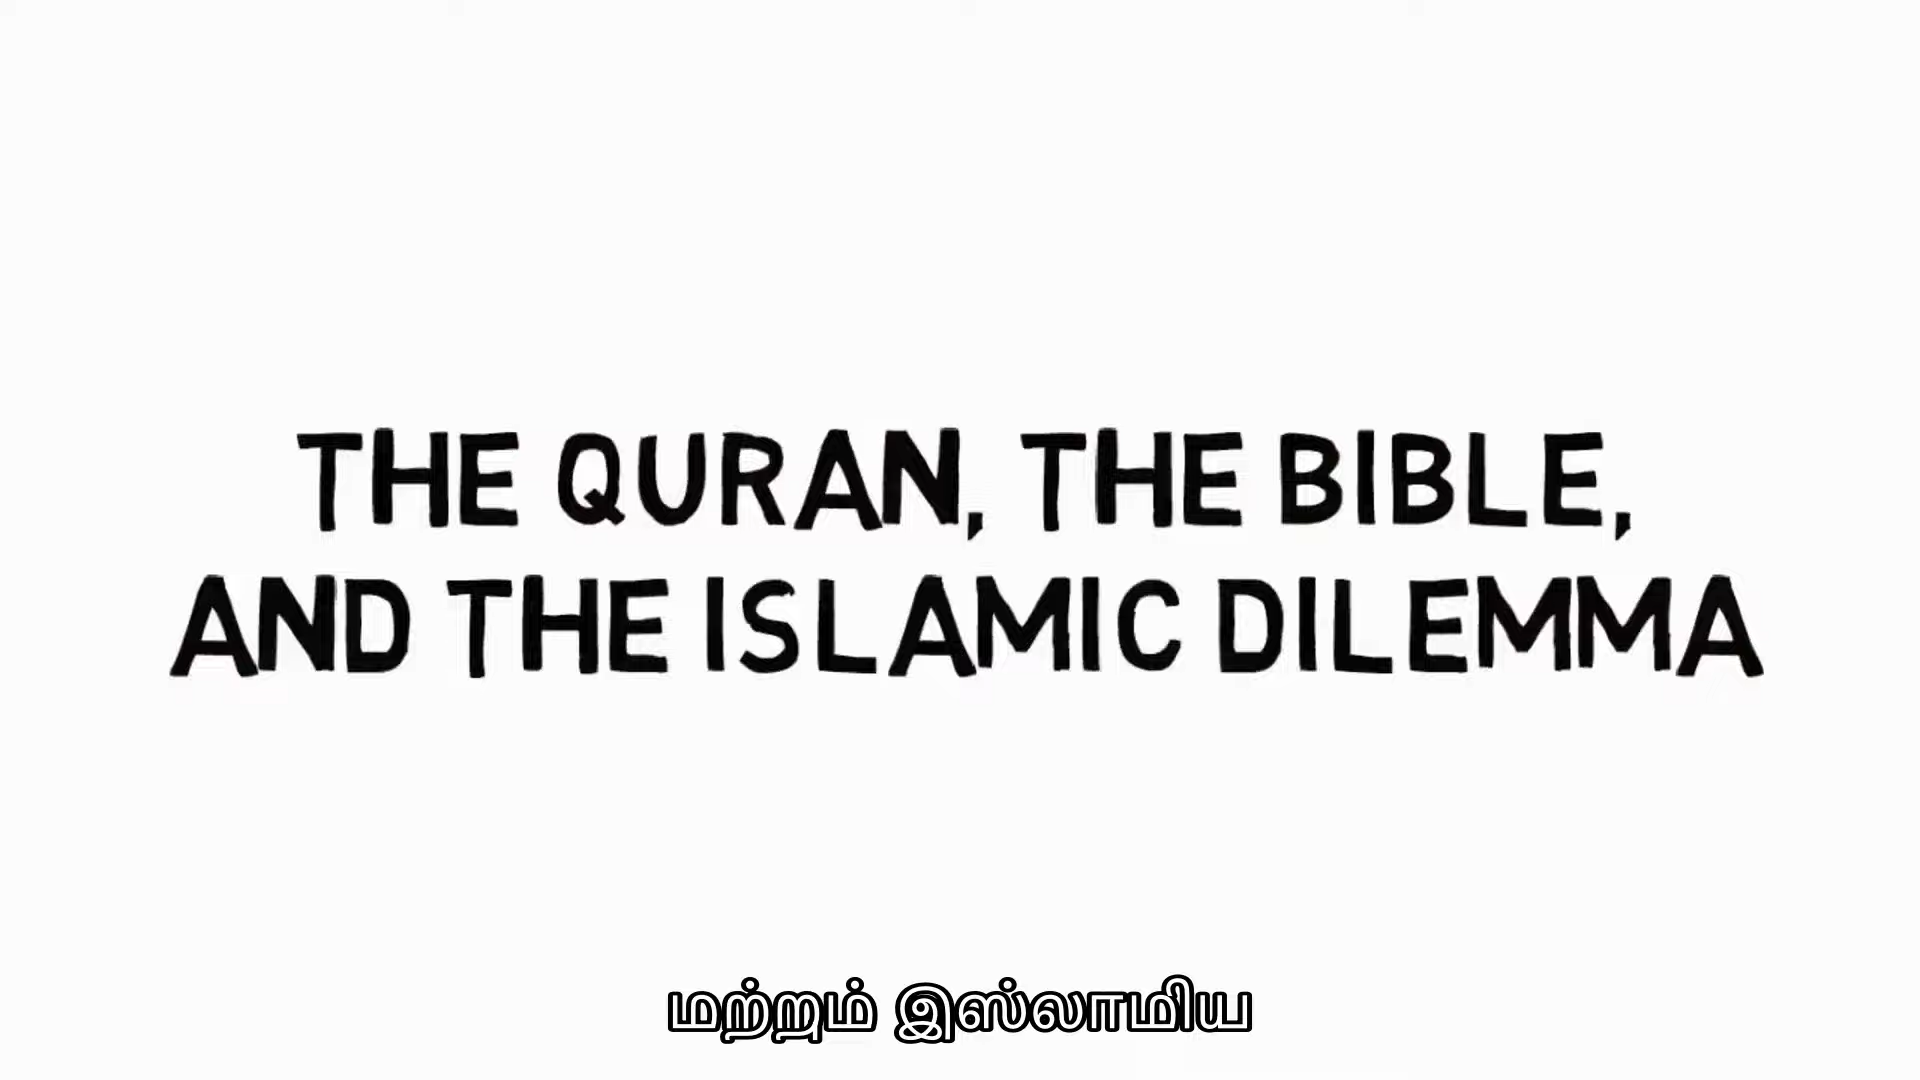 THE QURAN, THE BIBLE,
AND THE ISLAMIC DILEMMA
மற்றும் இஸ்லாமிய